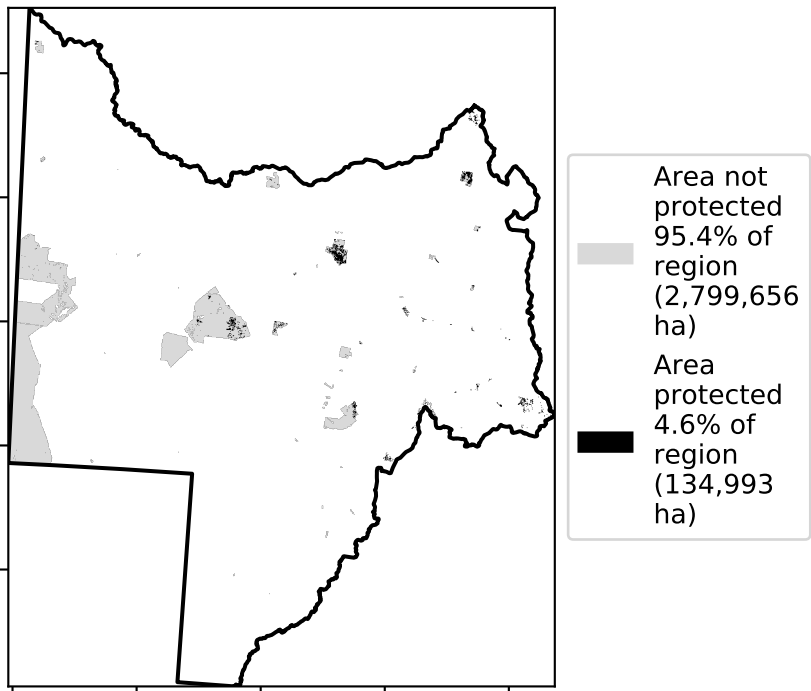 Area not
protected
95.4% of
region
(2,799,656
ha)
Area
protected
4.6% of
region
(134,993
ha)